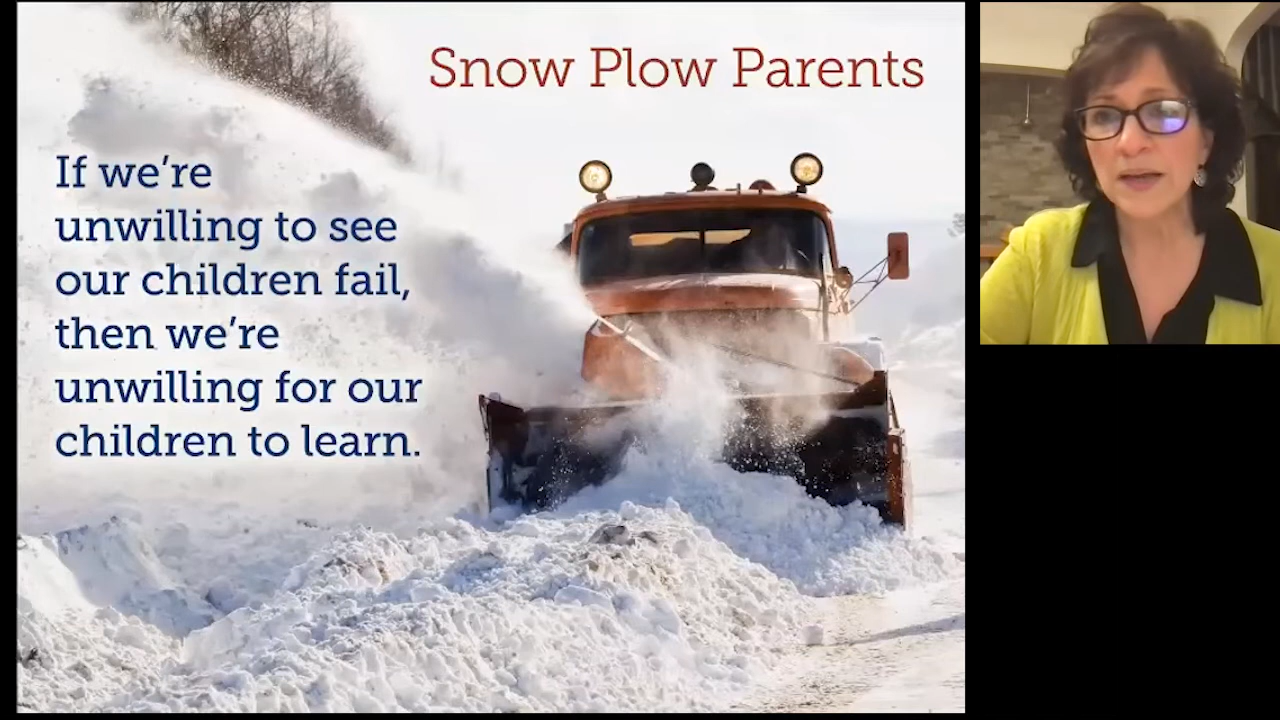 Snow Plow Parents
If we’re
unwilling to see
our children fail,
then we’re
unwilling for our
children to learn.